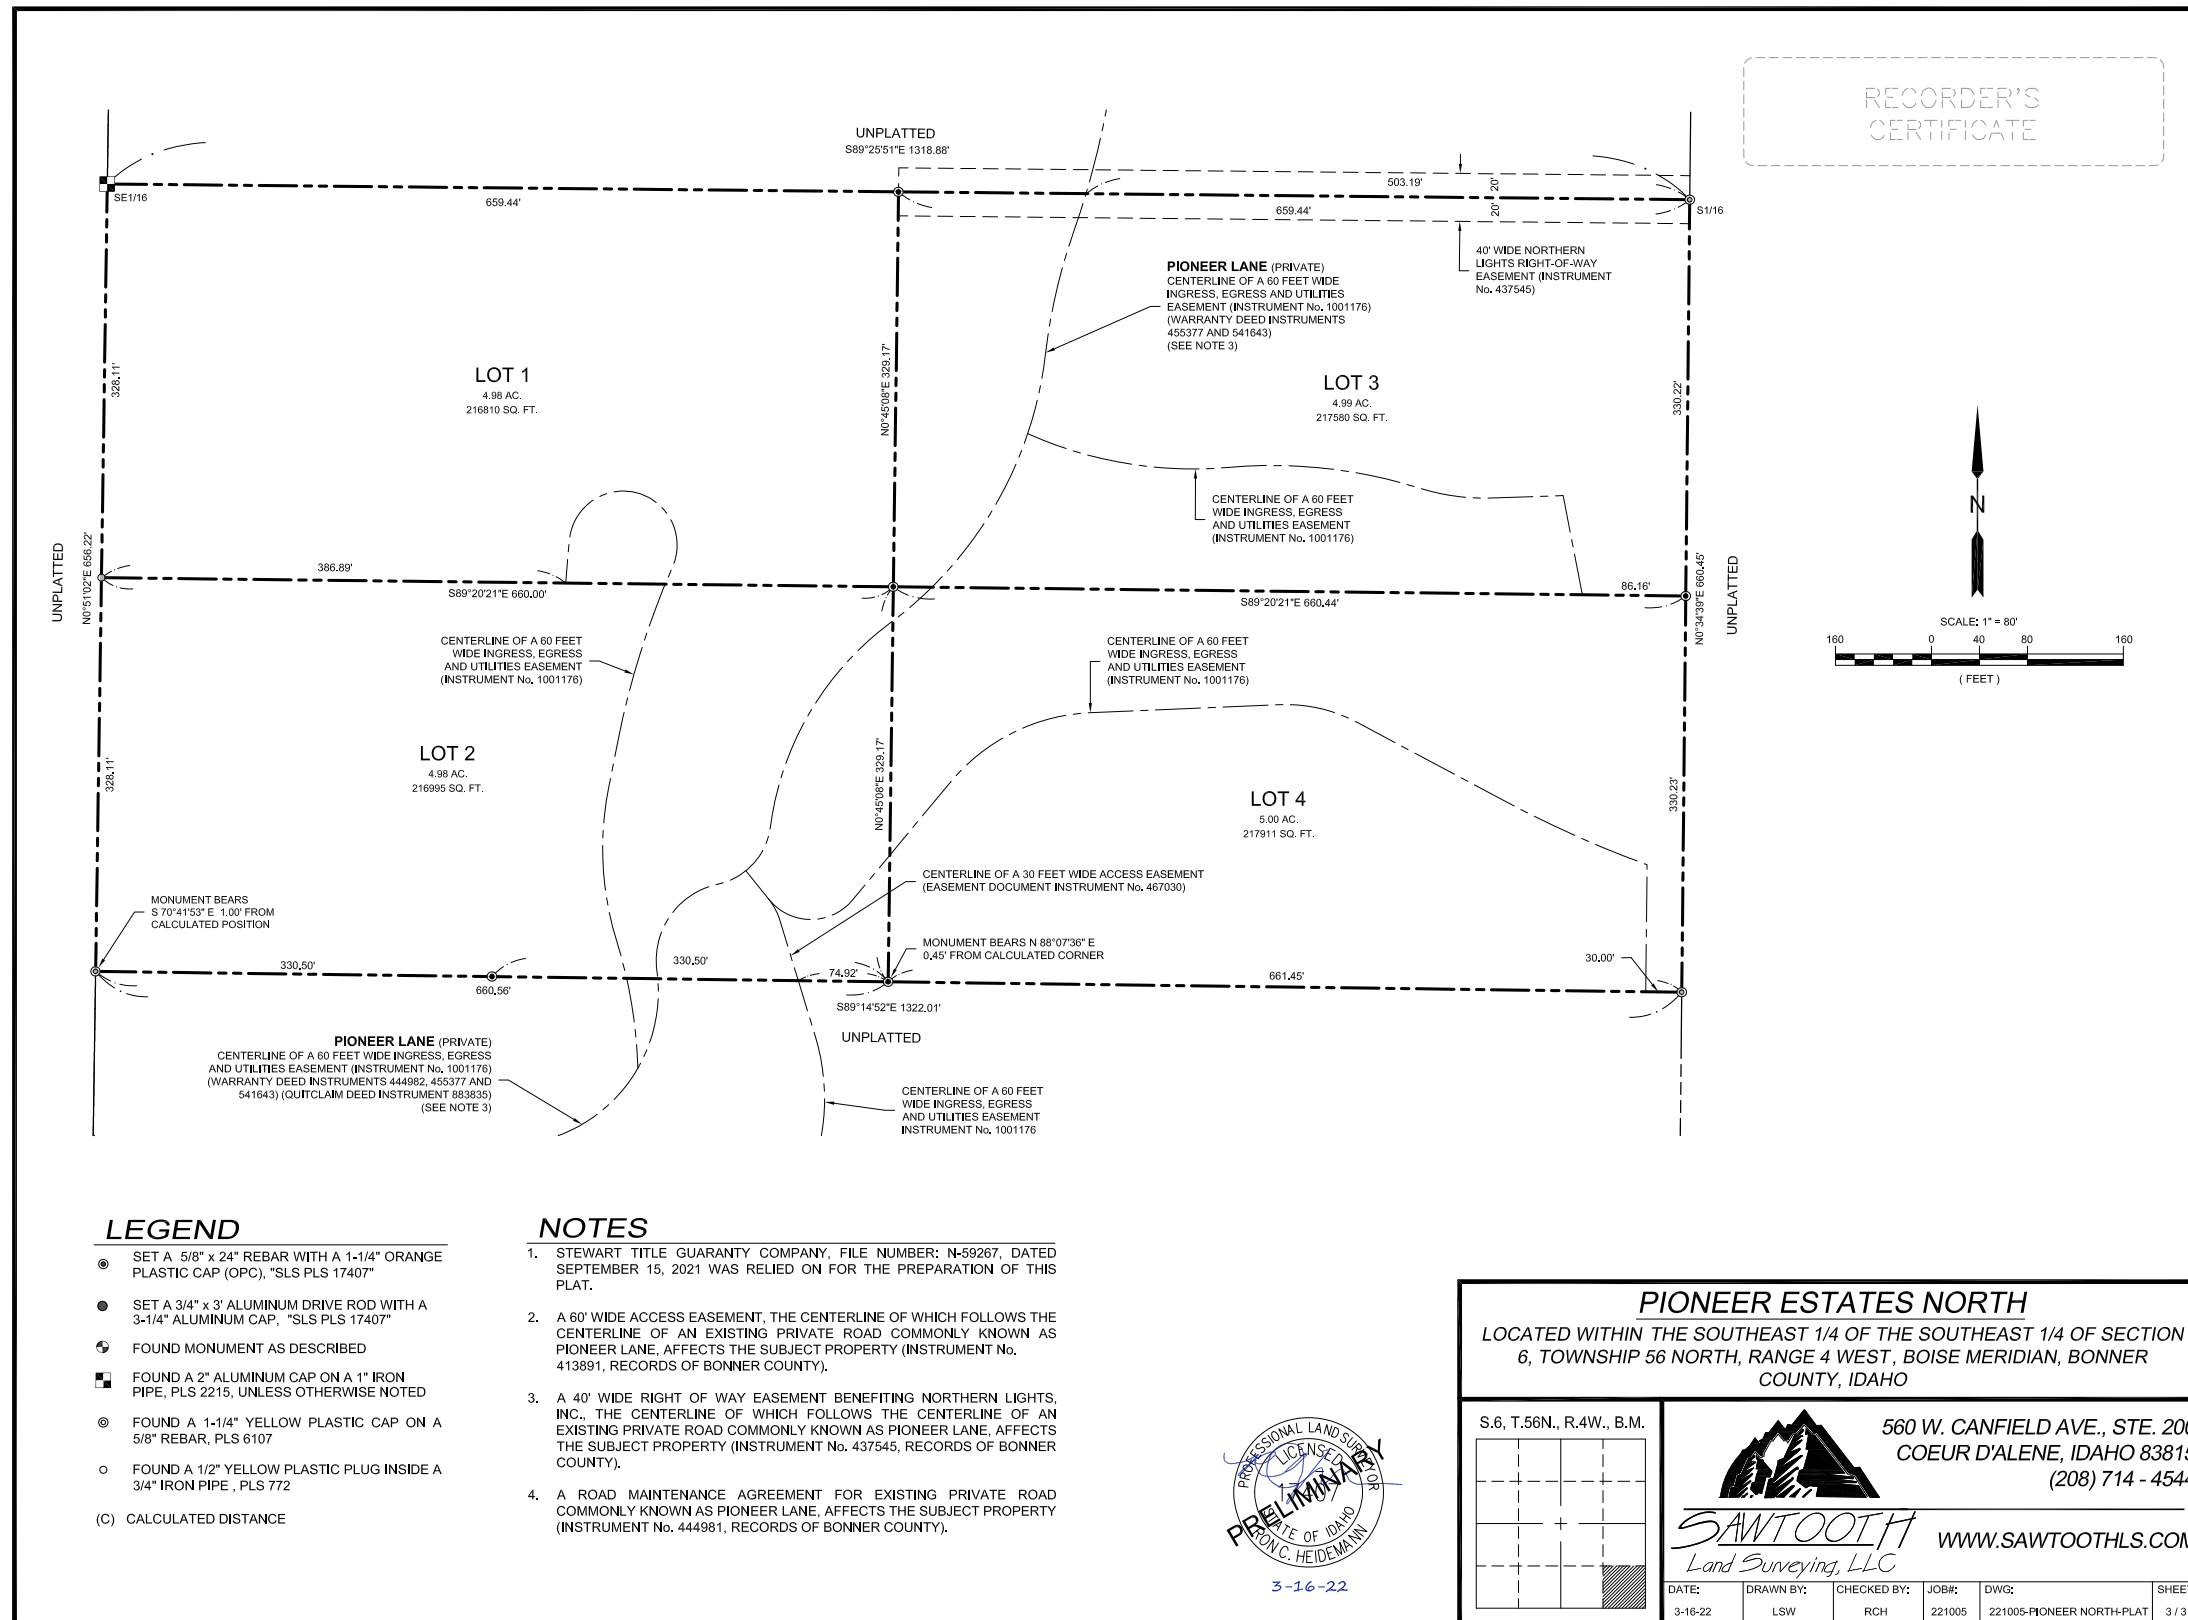 RECORDER'S
CERTIFICATE
UNPLATTED
S89°25'51"E 1318.88'
SE1/16
659.44'
503.19'
20'
20'
659.44'
S1/16
40' WIDE NORTHERN
LIGHTS RIGHT-OF-WAY
EASEMENT (INSTRUMENT
No. 437545)
PIONEER LANE (PRIVATE)
CENTERLINE OF A 60 FEET WIDE
INGRESS, EGRESS AND UTILITIES
EASEMENT (INSTRUMENT No. 1001176)
(WARRANTY DEED INSTRUMENTS
455377 AND 541643)
(SEE NOTE 3)
328.11'
LOT 1
4.98 AC.
216810 SQ. FT.
N0°45'08"E 329.17'
LOT 3
4.99 AC.
217580 SQ. FT.
330.22'
CENTERLINE OF A 60 FEET
WIDE INGRESS, EGRESS
AND UTILITIES EASEMENT
(INSTRUMENT No. 1001176)
N
UNPLATTED
N0°51'02"E 656.22'
386.89'
S89°20'21"E 660.00'
S89°20'21"E 660.44'
86.16'
N0°34'39"E 660.45'
UNPLATTED
SCALE: 1" = 80'
160 0 40 80 160
( FEET )
CENTERLINE OF A 60 FEET
WIDE INGRESS, EGRESS
AND UTILITIES EASEMENT
(INSTRUMENT No. 1001176)
CENTERLINE OF A 60 FEET
WIDE INGRESS, EGRESS
AND UTILITIES EASEMENT
(INSTRUMENT No. 1001176)
328.11'
LOT 2
4.98 AC.
216995 SQ. FT.
N0°45'08"E 329.17'
LOT 4
5.00 AC.
217911 SQ. FT.
330.23'
CENTERLINE OF A 30 FEET WIDE ACCESS EASEMENT
(EASEMENT DOCUMENT INSTRUMENT No. 467030)
MONUMENT BEARS
S 70°41'53" E 1.00' FROM
CALCULATED POSITION
MONUMENT BEARS N 88°07'36" E
0.45' FROM CALCULATED CORNER
330.50'
330.50'
74.92'
661.45'
30.00'
660.56'
S89°14'52"E 1322.01'
UNPLATTED
PIONEER LANE (PRIVATE)
CENTERLINE OF A 60 FEET WIDE INGRESS, EGRESS
AND UTILITIES EASEMENT (INSTRUMENT No. 1001176)
(WARRANTY DEED INSTRUMENTS 444982, 455377 AND
541643) (QUITCLAIM DEED INSTRUMENT 883835)
(SEE NOTE 3)
CENTERLINE OF A 60 FEET
WIDE INGRESS, EGRESS
AND UTILITIES EASEMENT
INSTRUMENT No. 1001176
LEGEND
SET A 5/8" x 24" REBAR WITH A 1-1/4" ORANGE
PLASTIC CAP (OPC), "SLS PLS 17407"
SET A 3/4" x 3' ALUMINUM DRIVE ROD WITH A
3-1/4" ALUMINUM CAP, "SLS PLS 17407"
FOUND MONUMENT AS DESCRIBED
FOUND A 2" ALUMINUM CAP ON A 1" IRON
PIPE, PLS 2215, UNLESS OTHERWISE NOTED
FOUND A 1-1/4" YELLOW PLASTIC CAP ON A
5/8" REBAR, PLS 6107
FOUND A 1/2" YELLOW PLASTIC PLUG INSIDE A
3/4" IRON PIPE , PLS 772
(C) CALCULATED DISTANCE
NOTES
1. STEWART TITLE GUARANTY COMPANY, FILE NUMBER: N-59267, DATED
SEPTEMBER 15, 2021 WAS RELIED ON FOR THE PREPARATION OF THIS
PLAT.
2. A 60' WIDE ACCESS EASEMENT, THE CENTERLINE OF WHICH FOLLOWS THE
CENTERLINE OF AN EXISTING PRIVATE ROAD COMMONLY KNOWN AS
PIONEER LANE, AFFECTS THE SUBJECT PROPERTY (INSTRUMENT No.
413891, RECORDS OF BONNER COUNTY).
3. A 40' WIDE RIGHT OF WAY EASEMENT BENEFITING NORTHERN LIGHTS,
INC., THE CENTERLINE OF WHICH FOLLOWS THE CENTERLINE OF AN
EXISTING PRIVATE ROAD COMMONLY KNOWN AS PIONEER LANE, AFFECTS
THE SUBJECT PROPERTY (INSTRUMENT No. 437545, RECORDS OF BONNER
COUNTY).
4. A ROAD MAINTENANCE AGREEMENT FOR EXISTING PRIVATE ROAD
COMMONLY KNOWN AS PIONEER LANE, AFFECTS THE SUBJECT PROPERTY
(INSTRUMENT No. 444981, RECORDS OF BONNER COUNTY).
PROFESSIONAL LAND SURVEYOR
LICENSED
PRELIMINARY
STATE OF IDAHO
C. HEIDEMANN
3-16-22
PIONEER ESTATES NORTH
LOCATED WITHIN THE SOUTHEAST 1/4 OF THE SOUTHEAST 1/4 OF SECTION
6, TOWNSHIP 56 NORTH, RANGE 4 WEST, BOISE MERIDIAN, BONNER
COUNTY, IDAHO
S.6, T.56N., R.4W., B.M.
560 W. CANFIELD AVE., STE. 200
COEUR D'ALENE, IDAHO 83815
(208) 714 - 4544
SAWTOOTH
Land Surveying, LLC
WWW.SAWTOOTHLS.COM
DATE: DRAWN BY: CHECKED BY: JOB#: DWG: SHEET
3-16-22 LSW RCH 221005 221005-PIONEER NORTH-PLAT 3 / 3